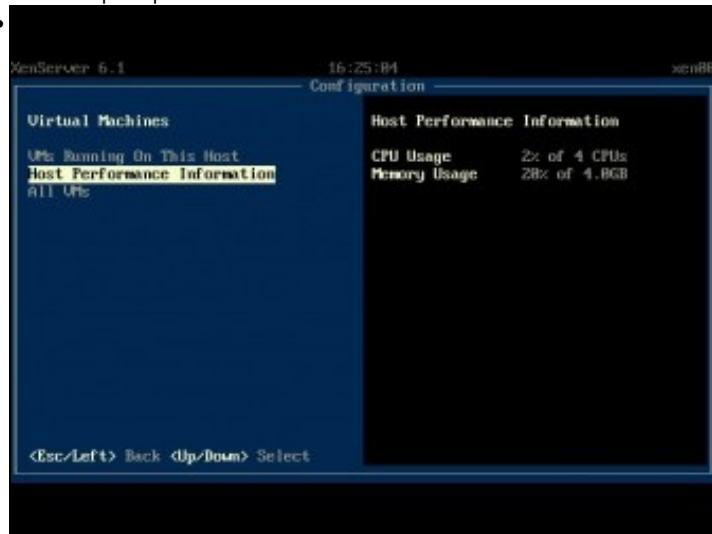 XenServer 6.1 16:25:04
Configuration
Virtual Machines
VMs Running On This Host
Host Performance Information
All VMs
Host Performance Information
CPU Usage 2% of 4 CPUs
Memory Usage 20% of 4.0GB
<Esc/Left> Back <Up/Down> Select